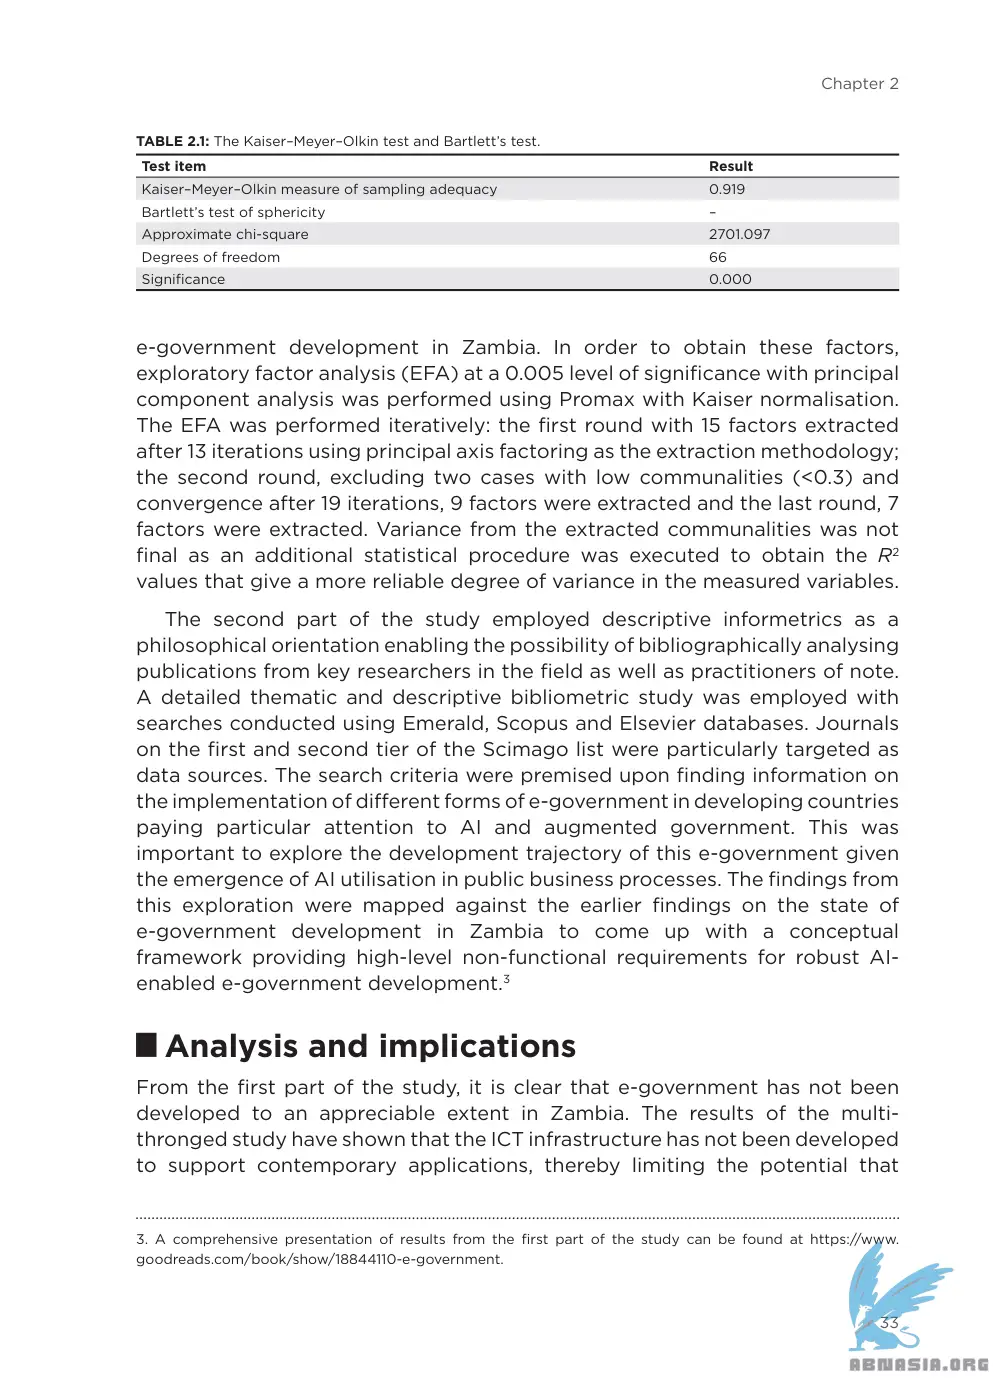 Chapter 2
TABLE 2.1: The Kaiser–Meyer–Olkin test and Bartlett’s test.
Test item Result
Kaiser–Meyer–Olkin measure of sampling adequacy 0.919
Bartlett’s test of sphericity –
Approximate chi-square 2701.097
Degrees of freedom 66
Significance 0.000
e-government development in Zambia. In order to obtain these factors,
exploratory factor analysis (EFA) at a 0.005 level of significance with principal
component analysis was performed using Promax with Kaiser normalisation.
The EFA was performed iteratively: the first round with 15 factors extracted
after 13 iterations using principal axis factoring as the extraction methodology;
the second round, excluding two cases with low communalities (<0.3) and
convergence after 19 iterations, 9 factors were extracted and the last round, 7
factors were extracted. Variance from the extracted communalities was not
final as an additional statistical procedure was executed to obtain the R²
values that give a more reliable degree of variance in the measured variables.
The second part of the study employed descriptive informetrics as a
philosophical orientation enabling the possibility of bibliographically analysing
publications from key researchers in the field as well as practitioners of note.
A detailed thematic and descriptive bibliometric study was employed with
searches conducted using Emerald, Scopus and Elsevier databases. Journals
on the first and second tier of the Scimago list were particularly targeted as
data sources. The search criteria were premised upon finding information on
the implementation of different forms of e-government in developing countries
paying particular attention to AI and augmented government. This was
important to explore the development trajectory of this e-government given
the emergence of AI utilisation in public business processes. The findings from
this exploration were mapped against the earlier findings on the state of
e-government development in Zambia to come up with a conceptual
framework providing high-level non-functional requirements for robust AI-
enabled e-government development.³
Analysis and implications
From the first part of the study, it is clear that e-government has not been
developed to an appreciable extent in Zambia. The results of the multi-
thronged study have shown that the ICT infrastructure has not been developed
to support contemporary applications, thereby limiting the potential that
3. A comprehensive presentation of results from the first part of the study can be found at https://www.
goodreads.com/book/show/18844110-e-government.
33
ABNASIA.ORG